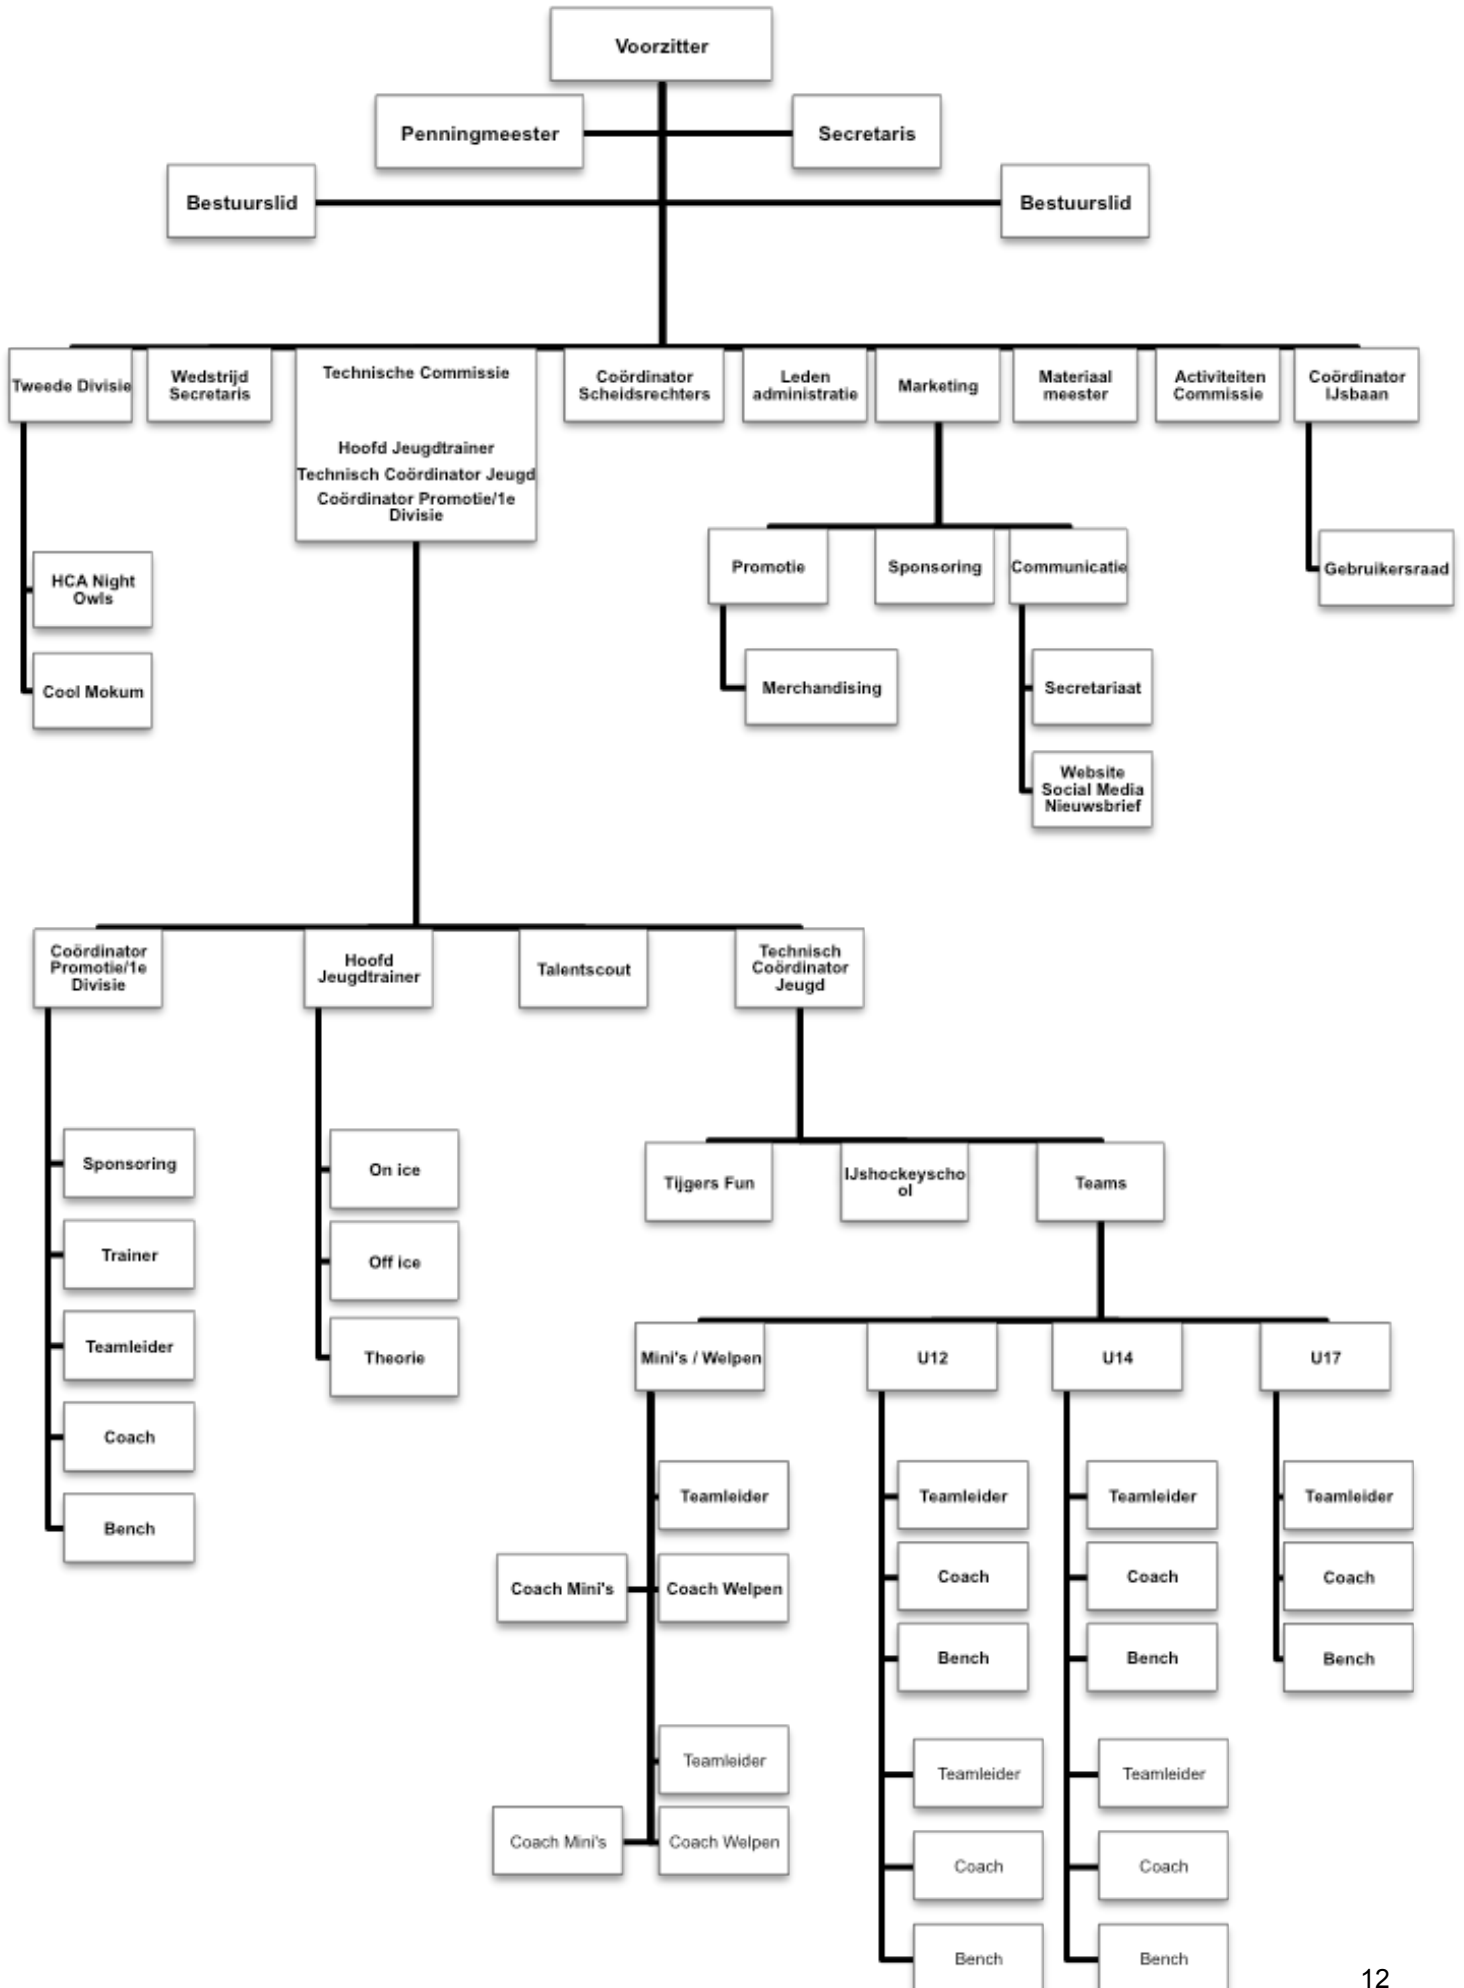 Voorzitter
Penningmeester
Secretaris
Bestuurslid
Bestuurslid
Tweede Divisie
Wedstrijd
Secretaris
Technische Commissie
Hoofd Jeugdtrainer
Technisch Coördinator Jeugd
Coördinator Promotie/1e
Divisie
Coördinator
Scheidsrechters
Leden
administratie
Marketing
Materiaal
meester
Activiteiten
Commissie
Coördinator
IJsbaan
HCA Night
Owls
Cool Mokum
Promotie
Sponsoring
Communicatie
Gebruikersraad
Merchandising
Secretariaat
Website
Social Media
Nieuwsbrief
Coördinator
Promotie/1e
Divisie
Hoofd
Jeugdtrainer
Talentscout
Technisch
Coördinator
Jeugd
Sponsoring
Trainer
Teamleider
Coach
Bench
On ice
Off ice
Theorie
Tijgers Fun
IJshockeyscho
ol
Teams
Mini's / Welpen
U12
U14
U17
Teamleider
Coach Mini's
Coach Welpen
Teamleider
Coach Mini's
Coach Welpen
Teamleider
Coach
Bench
Teamleider
Coach
Bench
Teamleider
Coach
Bench
Teamleider
Coach
Bench
Teamleider
Coach
Bench
12